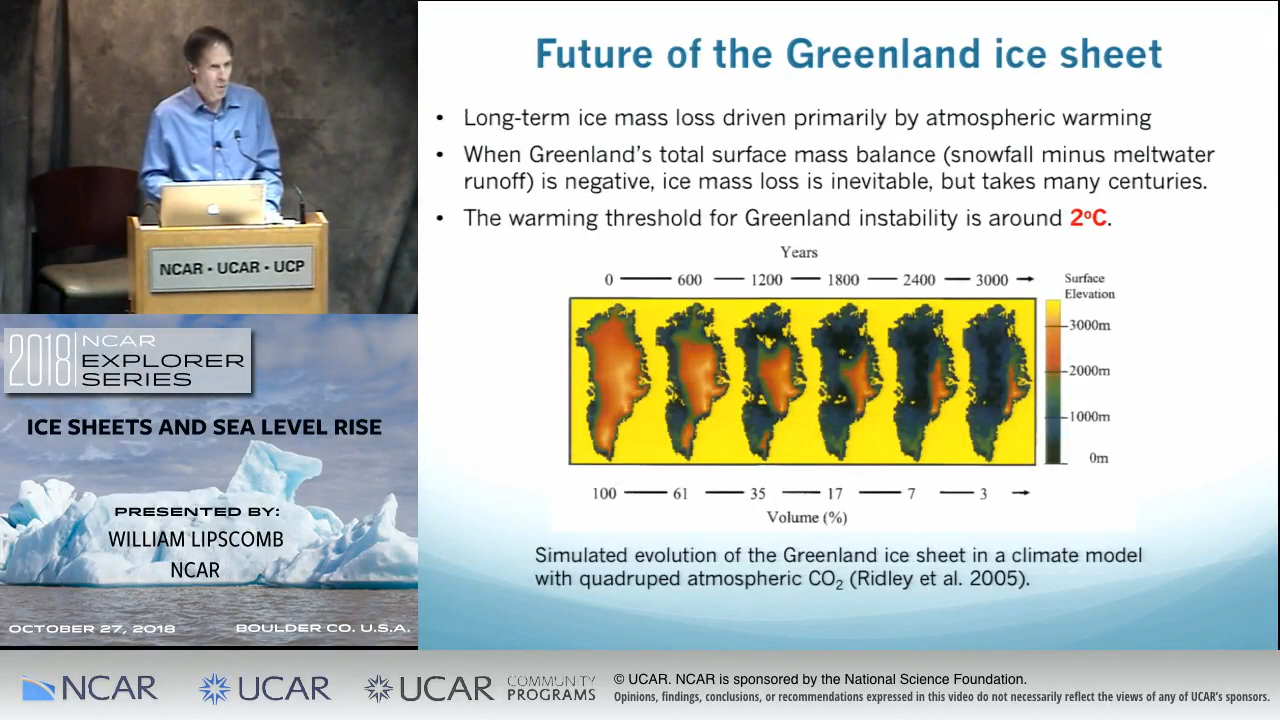 NCAR • UCAR • UCP
2018 NCAR
EXPLORER
SERIES
ICE SHEETS AND SEA LEVEL RISE
PRESENTED BY:
WILLIAM LIPSCOMB
NCAR
OCTOBER 27, 2018 BOULDER CO. U.S.A.
Future of the Greenland ice sheet
• Long-term ice mass loss driven primarily by atmospheric warming
• When Greenland's total surface mass balance (snowfall minus meltwater
runoff) is negative, ice mass loss is inevitable, but takes many centuries.
• The warming threshold for Greenland instability is around 2°C.
Years
0 600 1200 1800 2400 3000
Surface
Elevation
3000m
2000m
1000m
0m
100 61 35 17 7 3
Volume (%)
Simulated evolution of the Greenland ice sheet in a climate model
with quadruped atmospheric CO₂ (Ridley et al. 2005).
NCAR UCAR UCAR COMMUNITY
PROGRAMS
© UCAR. NCAR is sponsored by the National Science Foundation.
Opinions, findings, conclusions, or recommendations expressed in this video do not necessarily reflect the views of any of UCAR's sponsors.